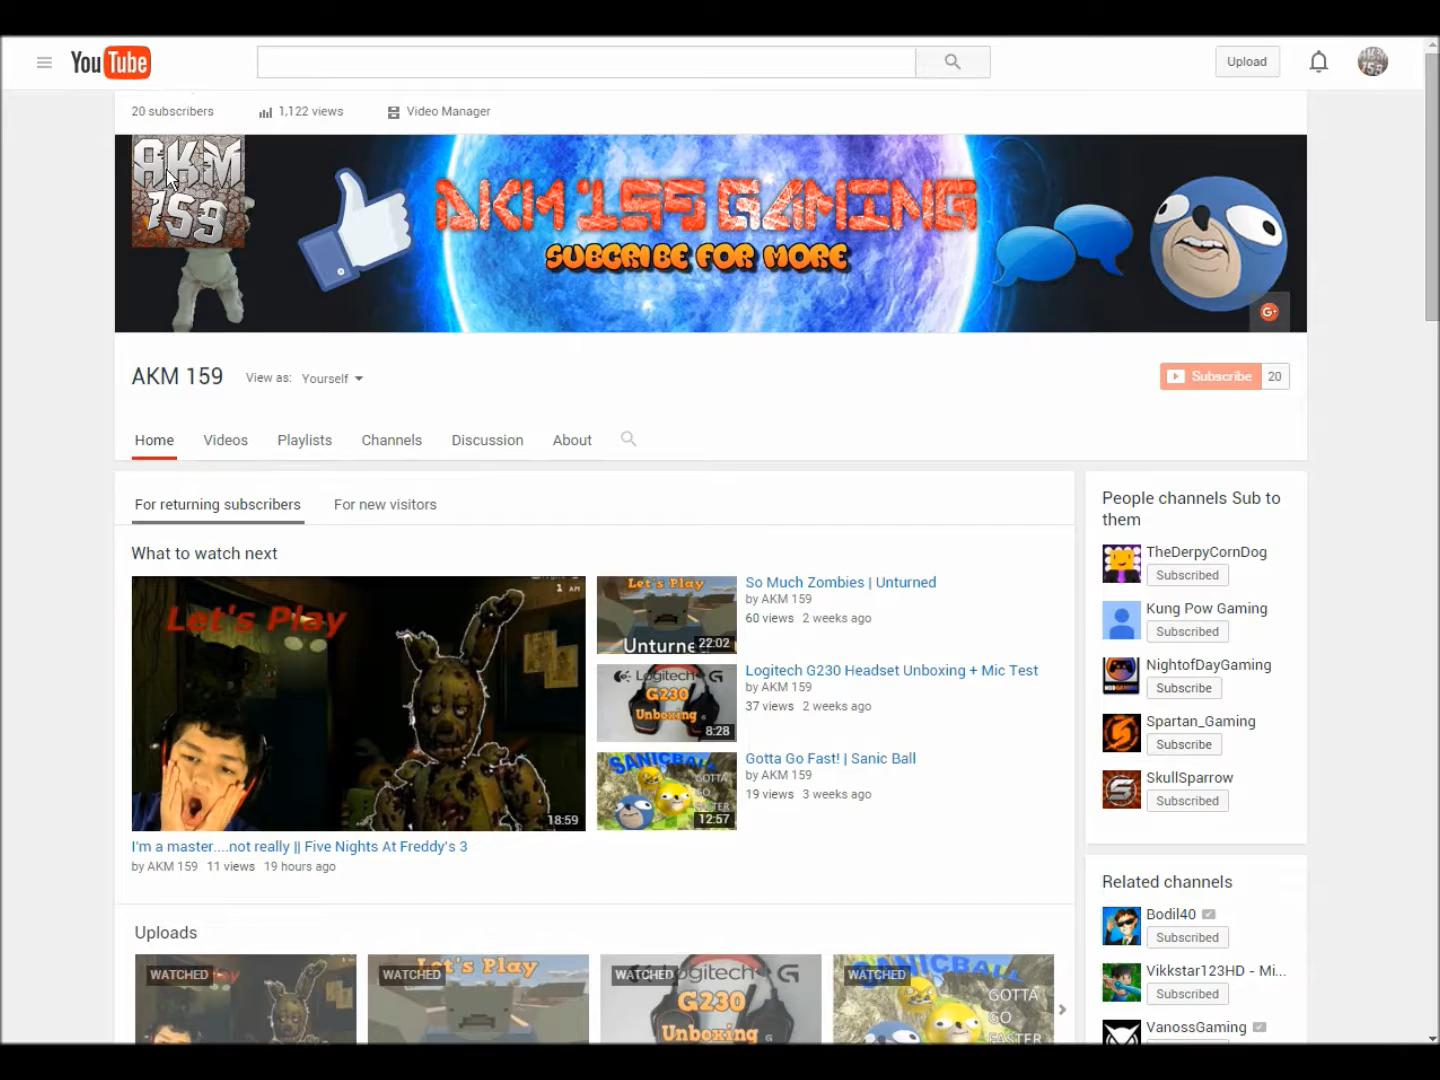 YouTube
Upload
20 subscribers
1,122 views
Video Manager
AKM
159
AKM 159 GAMING
SUBCRIBE FOR MORE
G+
AKM 159
View as: Yourself
Subscribe 20
Home
Videos
Playlists
Channels
Discussion
About
For returning subscribers
For new visitors
What to watch next
Let's Play
1 AM
18:59
I'm a master....not really || Five Nights At Freddy's 3
by AKM 159 11 views 19 hours ago
Let's Play
Unturne
22:02
So Much Zombies | Unturned
by AKM 159
60 views 2 weeks ago
Logitech G
G230
Unboxing
8:28
Logitech G230 Headset Unboxing + Mic Test
by AKM 159
37 views 2 weeks ago
SANICBALL
GOTTA
GO
FASTER
12:57
Gotta Go Fast! | Sanic Ball
by AKM 159
19 views 3 weeks ago
Uploads
WATCHED
WATCHED
Let's Play
WATCHED
Logitech G
G230
Unboxing
WATCHED
SANICBALL
GOTTA
GO
FASTER
People channels Sub to
them
TheDerpyCornDog
Subscribed
Kung Pow Gaming
Subscribed
NightofDayGaming
Subscribe
Spartan_Gaming
Subscribe
SkullSparrow
Subscribed
Related channels
Bodil40
Subscribed
Vikkstar123HD - Mi...
Subscribed
VanossGaming